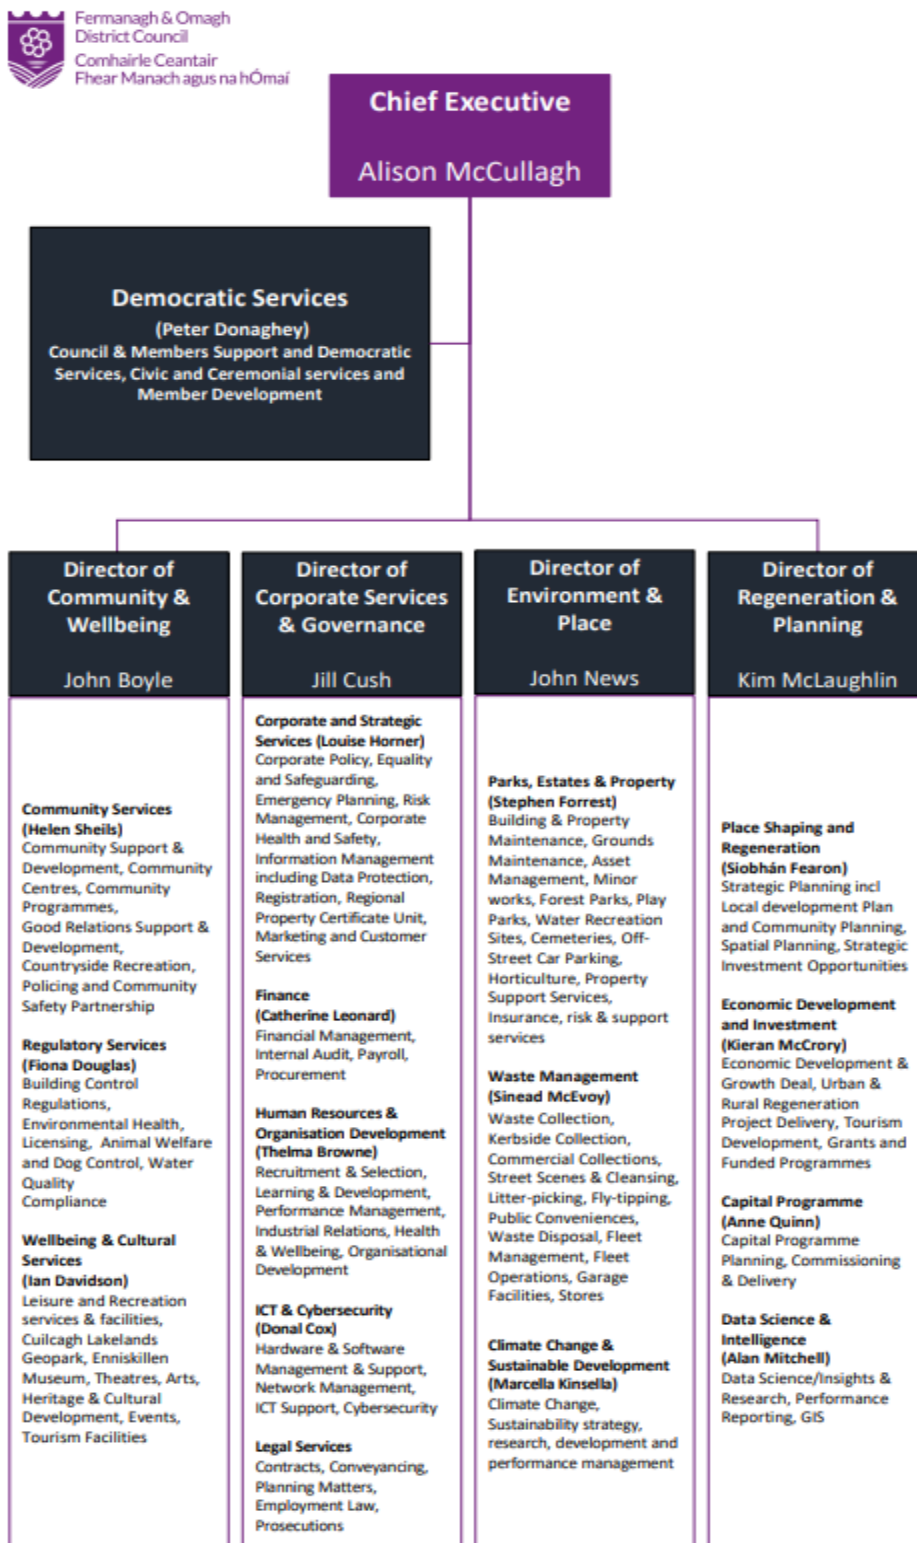 Fermanagh & Omagh
District Council
Comhairle Ceantair
Fhear Manach agus na hÓmaí
Chief Executive
Alison McCullagh
Democratic Services
(Peter Donaghey)
Council & Members Support and Democratic
Services, Civic and Ceremonial services and
Member Development
Director of
Community &
Wellbeing
John Boyle
Community Services
(Helen Sheils)
Community Support &
Development, Community
Centres, Community
Programmes,
Good Relations Support &
Development,
Countryside Recreation,
Policing and Community
Safety Partnership
Regulatory Services
(Fiona Douglas)
Building Control
Regulations,
Environmental Health,
Licensing, Animal Welfare
and Dog Control, Water
Quality
Compliance
Wellbeing & Cultural
Services
(Ian Davidson)
Leisure and Recreation
services & facilities,
Cuilcagh Lakelands
Geopark, Enniskillen
Museum, Theatres, Arts,
Heritage & Cultural
Development, Events,
Tourism Facilities
Director of
Corporate Services
& Governance
Jill Cush
Corporate and Strategic
Services (Louise Horner)
Corporate Policy, Equality
and Safeguarding,
Emergency Planning, Risk
Management, Corporate
Health and Safety,
Information Management
including Data Protection,
Registration, Regional
Property Certificate Unit,
Marketing and Customer
Services
Finance
(Catherine Leonard)
Financial Management,
Internal Audit, Payroll,
Procurement
Human Resources &
Organisation Development
(Thelma Browne)
Recruitment & Selection,
Learning & Development,
Performance Management,
Industrial Relations, Health
& Wellbeing, Organisational
Development
ICT & Cybersecurity
(Donal Cox)
Hardware & Software
Management & Support,
Network Management,
ICT Support, Cybersecurity
Legal Services
Contracts, Conveyancing,
Planning Matters,
Employment Law,
Prosecutions
Director of
Environment &
Place
John News
Parks, Estates & Property
(Stephen Forrest)
Building & Property
Maintenance, Grounds
Maintenance, Asset
Management, Minor
works, Forest Parks, Play
Parks, Water Recreation
Sites, Cemeteries, Off-
Street Car Parking,
Horticulture, Property
Support Services,
Insurance, risk & support
services
Waste Management
(Sinead McEvoy)
Waste Collection,
Kerbside Collection,
Commercial Collections,
Street Scenes & Cleansing,
Litter-picking, Fly-tipping,
Public Conveniences,
Waste Disposal, Fleet
Management, Fleet
Operations, Garage
Facilities, Stores
Climate Change &
Sustainable Development
(Marcella Kinsella)
Climate Change,
Sustainability strategy,
research, development and
performance management
Director of
Regeneration &
Planning
Kim McLaughlin
Place Shaping and
Regeneration
(Siobhán Fearon)
Strategic Planning incl
Local development Plan
and Community Planning,
Spatial Planning, Strategic
Investment Opportunities
Economic Development
and Investment
(Kieran McCrory)
Economic Development &
Growth Deal, Urban &
Rural Regeneration
Project Delivery, Tourism
Development, Grants and
Funded Programmes
Capital Programme
(Anne Quinn)
Capital Programme
Planning, Commissioning
& Delivery
Data Science &
Intelligence
(Alan Mitchell)
Data Science/Insights &
Research, Performance
Reporting, GIS